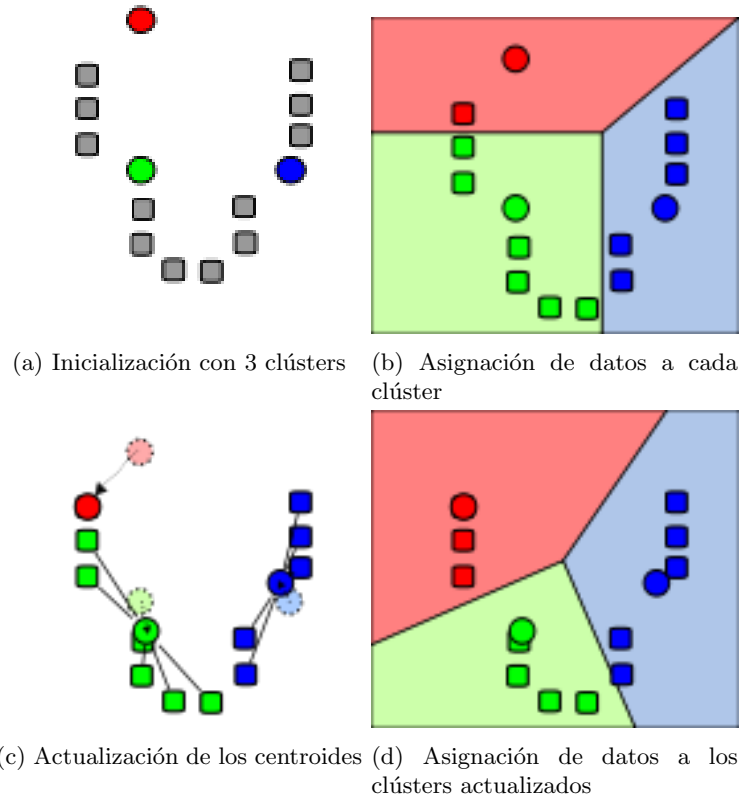 (a) Inicialización con 3 clústers
(b) Asignación de datos a cada
clúster
(c) Actualización de los centroides
(d) Asignación de datos a los
clústers actualizados